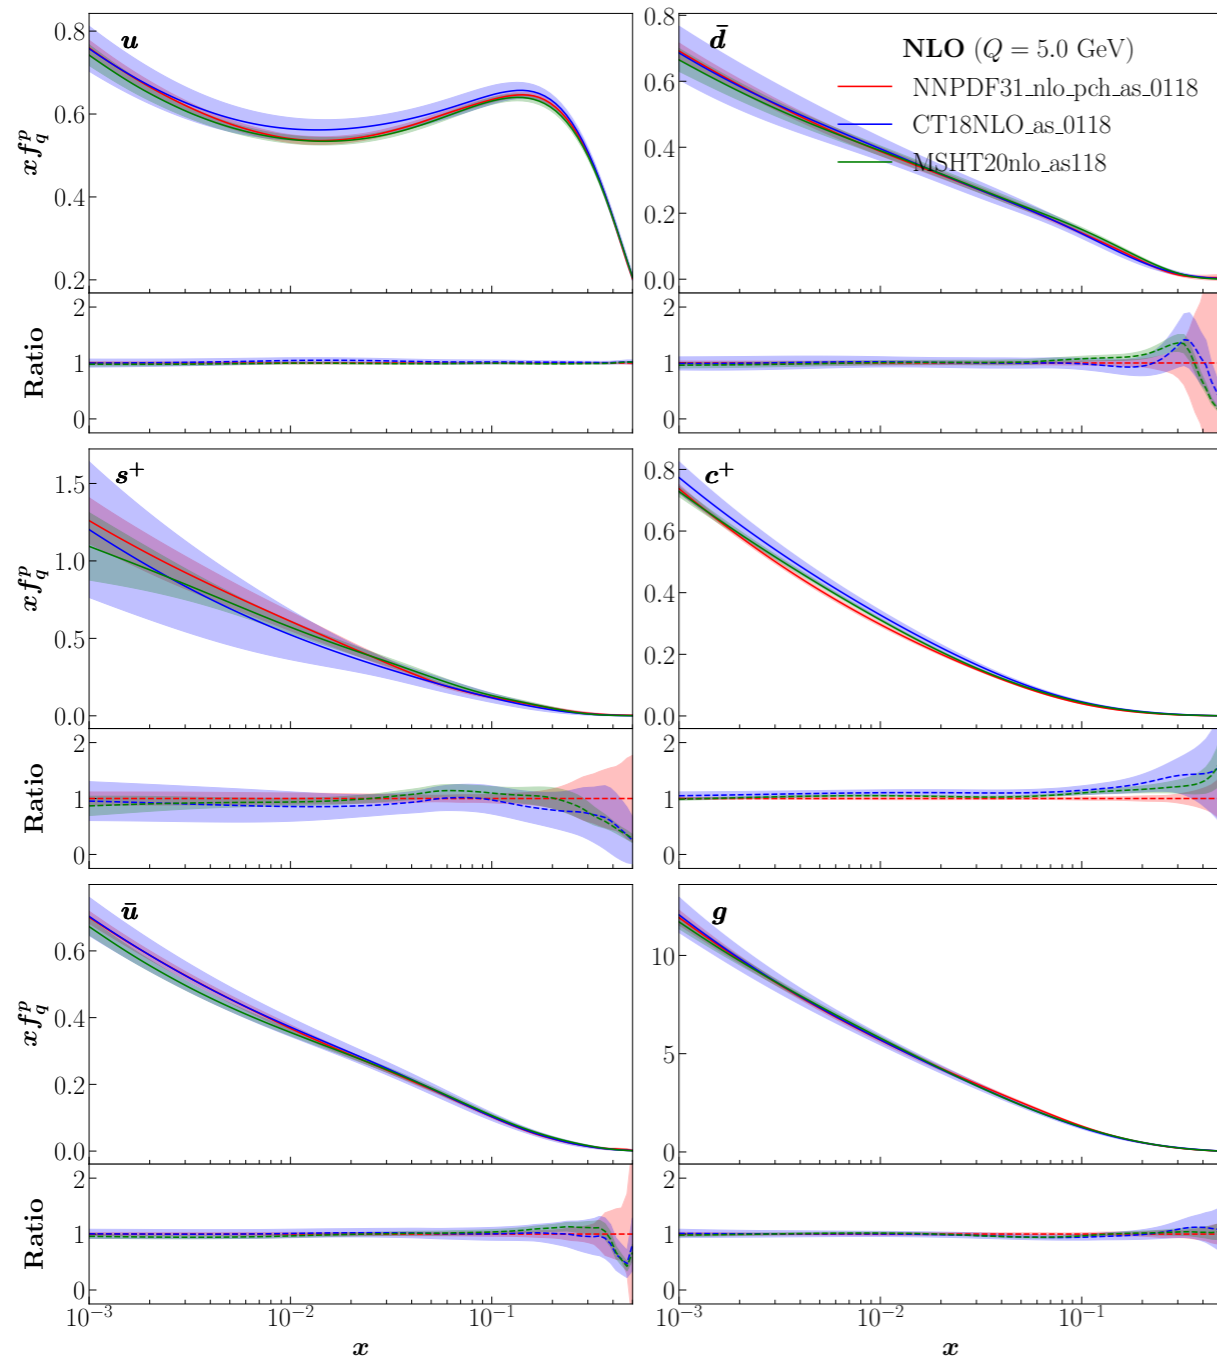 u
0.8
0.6
0.4
0.2
xf_q^p
d̄
NLO (Q = 5.0 GeV)
NNPDF31_nlo_pch_as_0118
CT18NLO_as_0118
MSHT20nlo_as118
0.8
0.6
0.4
0.2
0.0
Ratio
2
1
0
2
1
0
s⁺
1.5
1.0
0.5
0.0
xf_q^p
c⁺
0.8
0.6
0.4
0.2
0.0
Ratio
2
1
0
2
1
0
ū
0.6
0.4
0.2
0.0
xf_q^p
g
10
5
0
Ratio
2
1
0
2
1
0
10⁻³ 10⁻² 10⁻¹
x
10⁻³ 10⁻² 10⁻¹
x